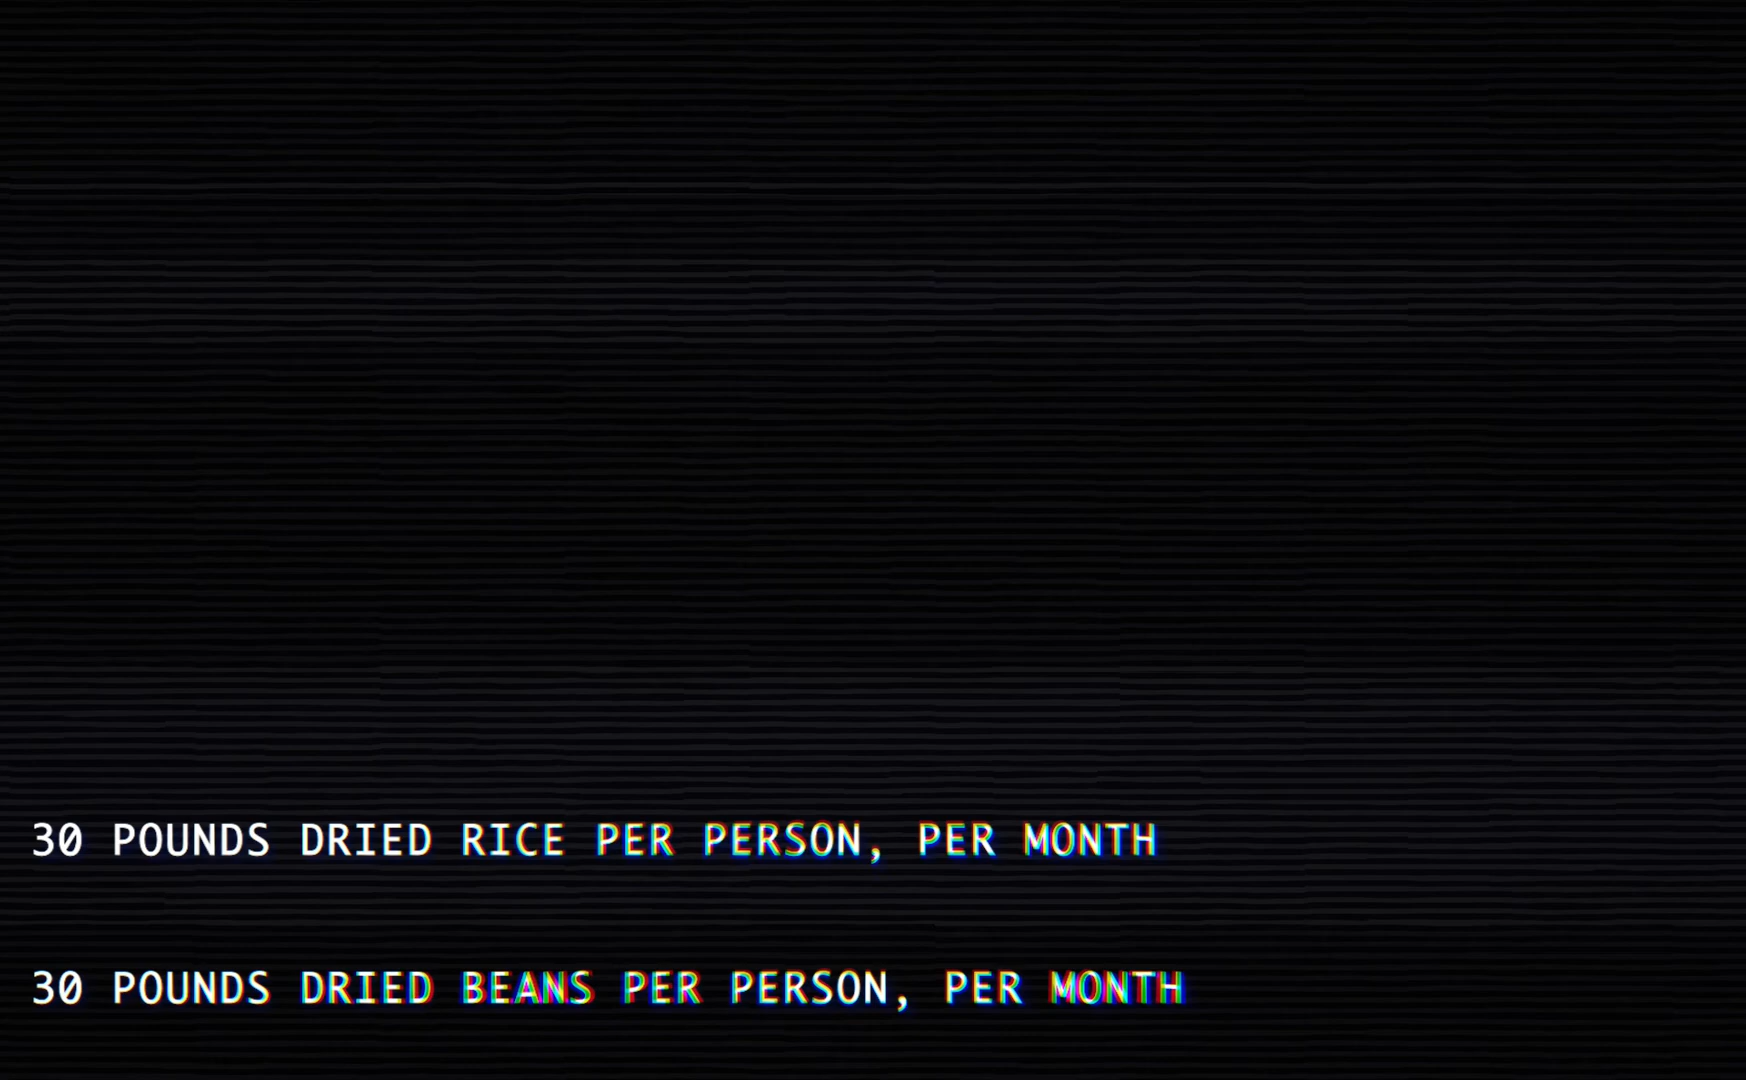 30 POUNDS DRIED RICE PER PERSON, PER MONTH
30 POUNDS DRIED BEANS PER PERSON, PER MONTH